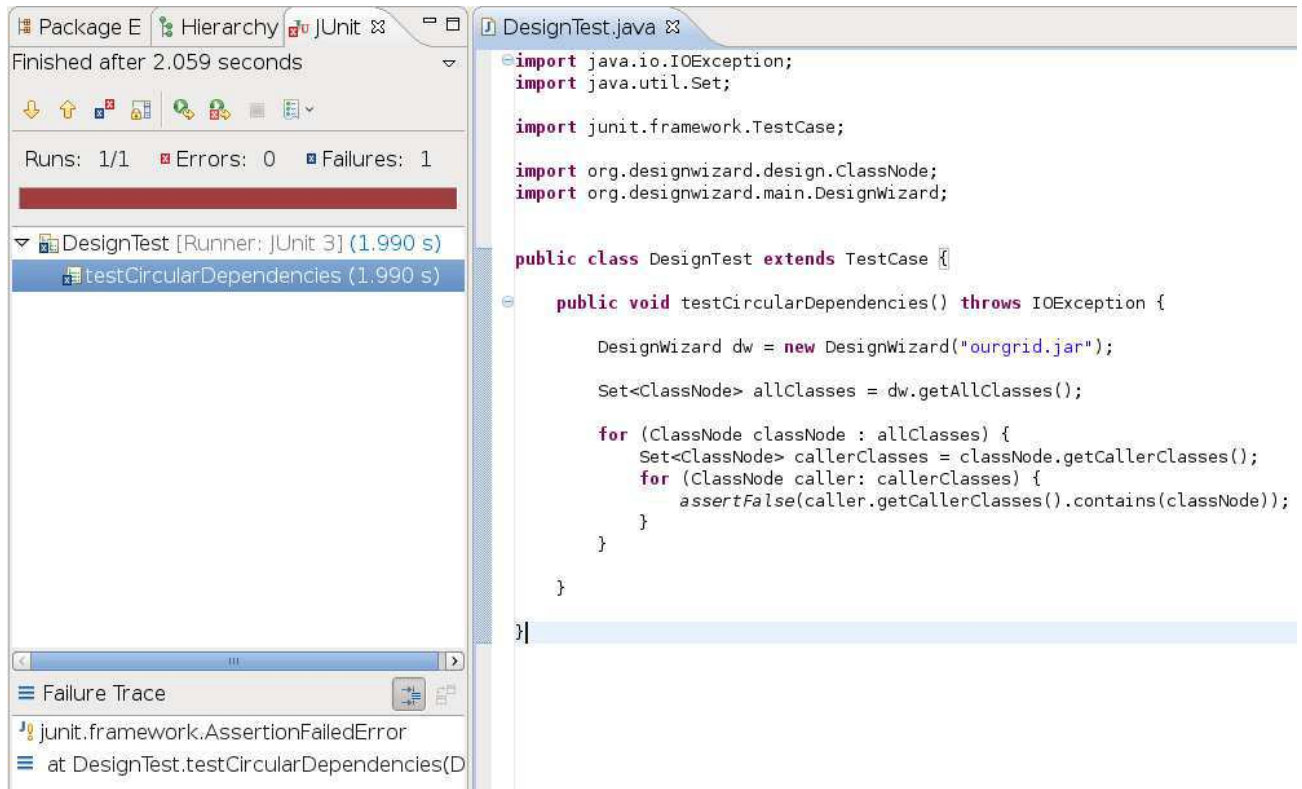 Package E Hierarchy JUnit
Finished after 2.059 seconds
Runs: 1/1 Errors: 0 Failures: 1
DesignTest [Runner: JUnit 3] (1.990 s)
testCircularDependencies (1.990 s)
Failure Trace
junit.framework.AssertionFailedError
at DesignTest.testCircularDependencies(D
DesignTest.java
import java.io.IOException;
import java.util.Set;
import junit.framework.TestCase;
import org.designwizard.design.ClassNode;
import org.designwizard.main.DesignWizard;
public class DesignTest extends TestCase {
public void testCircularDependencies() throws IOException {
DesignWizard dw = new DesignWizard("ourgrid.jar");
Set<ClassNode> allClasses = dw.getAllClasses();
for (ClassNode classNode : allClasses) {
Set<ClassNode> callerClasses = classNode.getCallerClasses();
for (ClassNode caller: callerClasses) {
assertFalse(caller.getCallerClasses().contains(classNode));
}
}
}
}